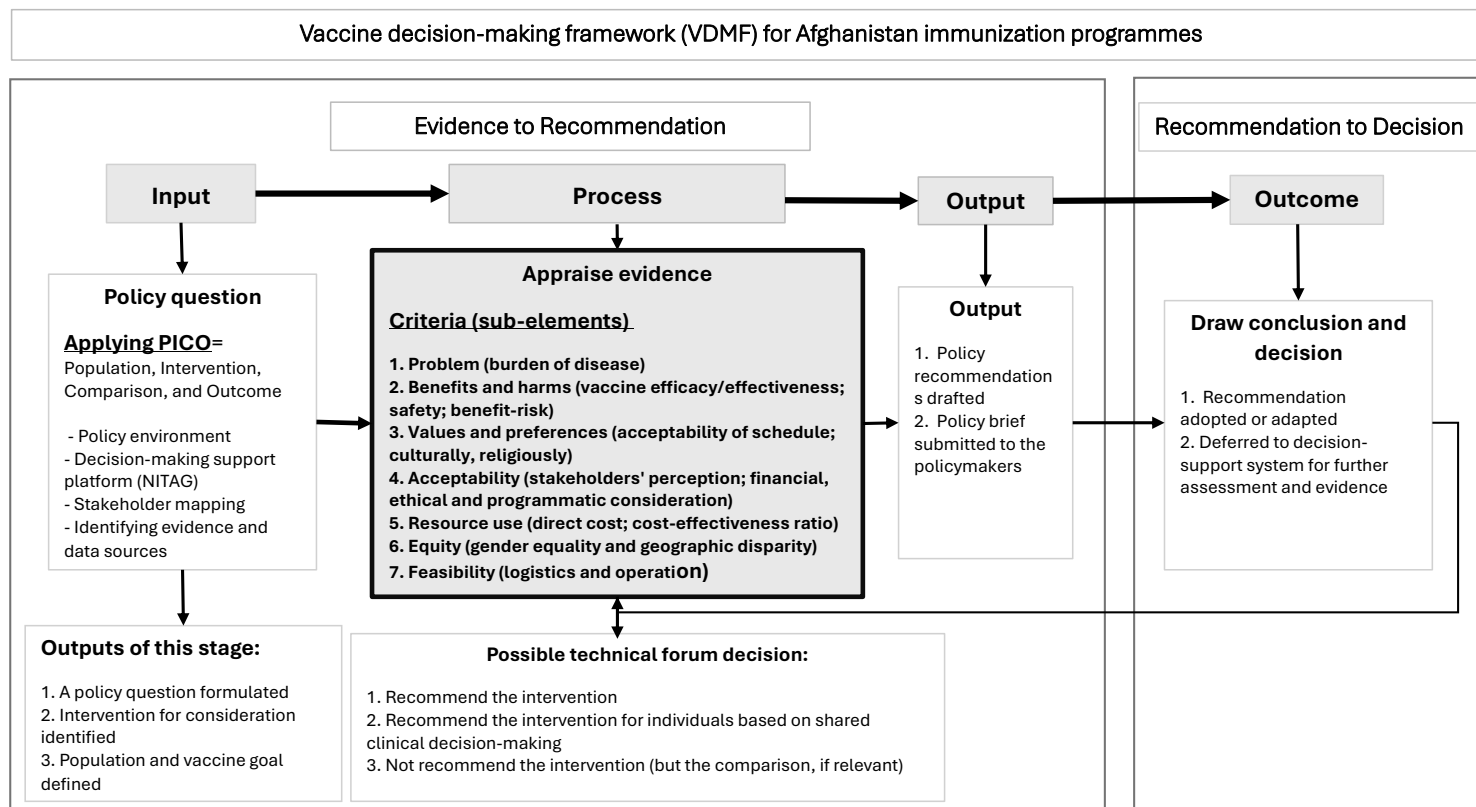 Vaccine decision-making framework (VDMF) for Afghanistan immunization programmes
Evidence to Recommendation
Recommendation to Decision
Input
Process
Output
Outcome
Policy question
Applying PICO=
Population, Intervention,
Comparison, and Outcome
- Policy environment
- Decision-making support
platform (NITAG)
- Stakeholder mapping
- Identifying evidence and
data sources
Appraise evidence
Criteria (sub-elements)
1. Problem (burden of disease)
2. Benefits and harms (vaccine efficacy/effectiveness;
safety; benefit-risk)
3. Values and preferences (acceptability of schedule;
culturally, religiously)
4. Acceptability (stakeholders' perception; financial,
ethical and programmatic consideration)
5. Resource use (direct cost; cost-effectiveness ratio)
6. Equity (gender equality and geographic disparity)
7. Feasibility (logistics and operation)
Output
1. Policy
recommendation
s drafted
2. Policy brief
submitted to the
policymakers
Draw conclusion and
decision
1. Recommendation
adopted or adapted
2. Deferred to decision-
support system for further
assessment and evidence
Outputs of this stage:
1. A policy question formulated
2. Intervention for consideration
identified
3. Population and vaccine goal
defined
Possible technical forum decision:
1. Recommend the intervention
2. Recommend the intervention for individuals based on shared
clinical decision-making
3. Not recommend the intervention (but the comparison, if relevant)